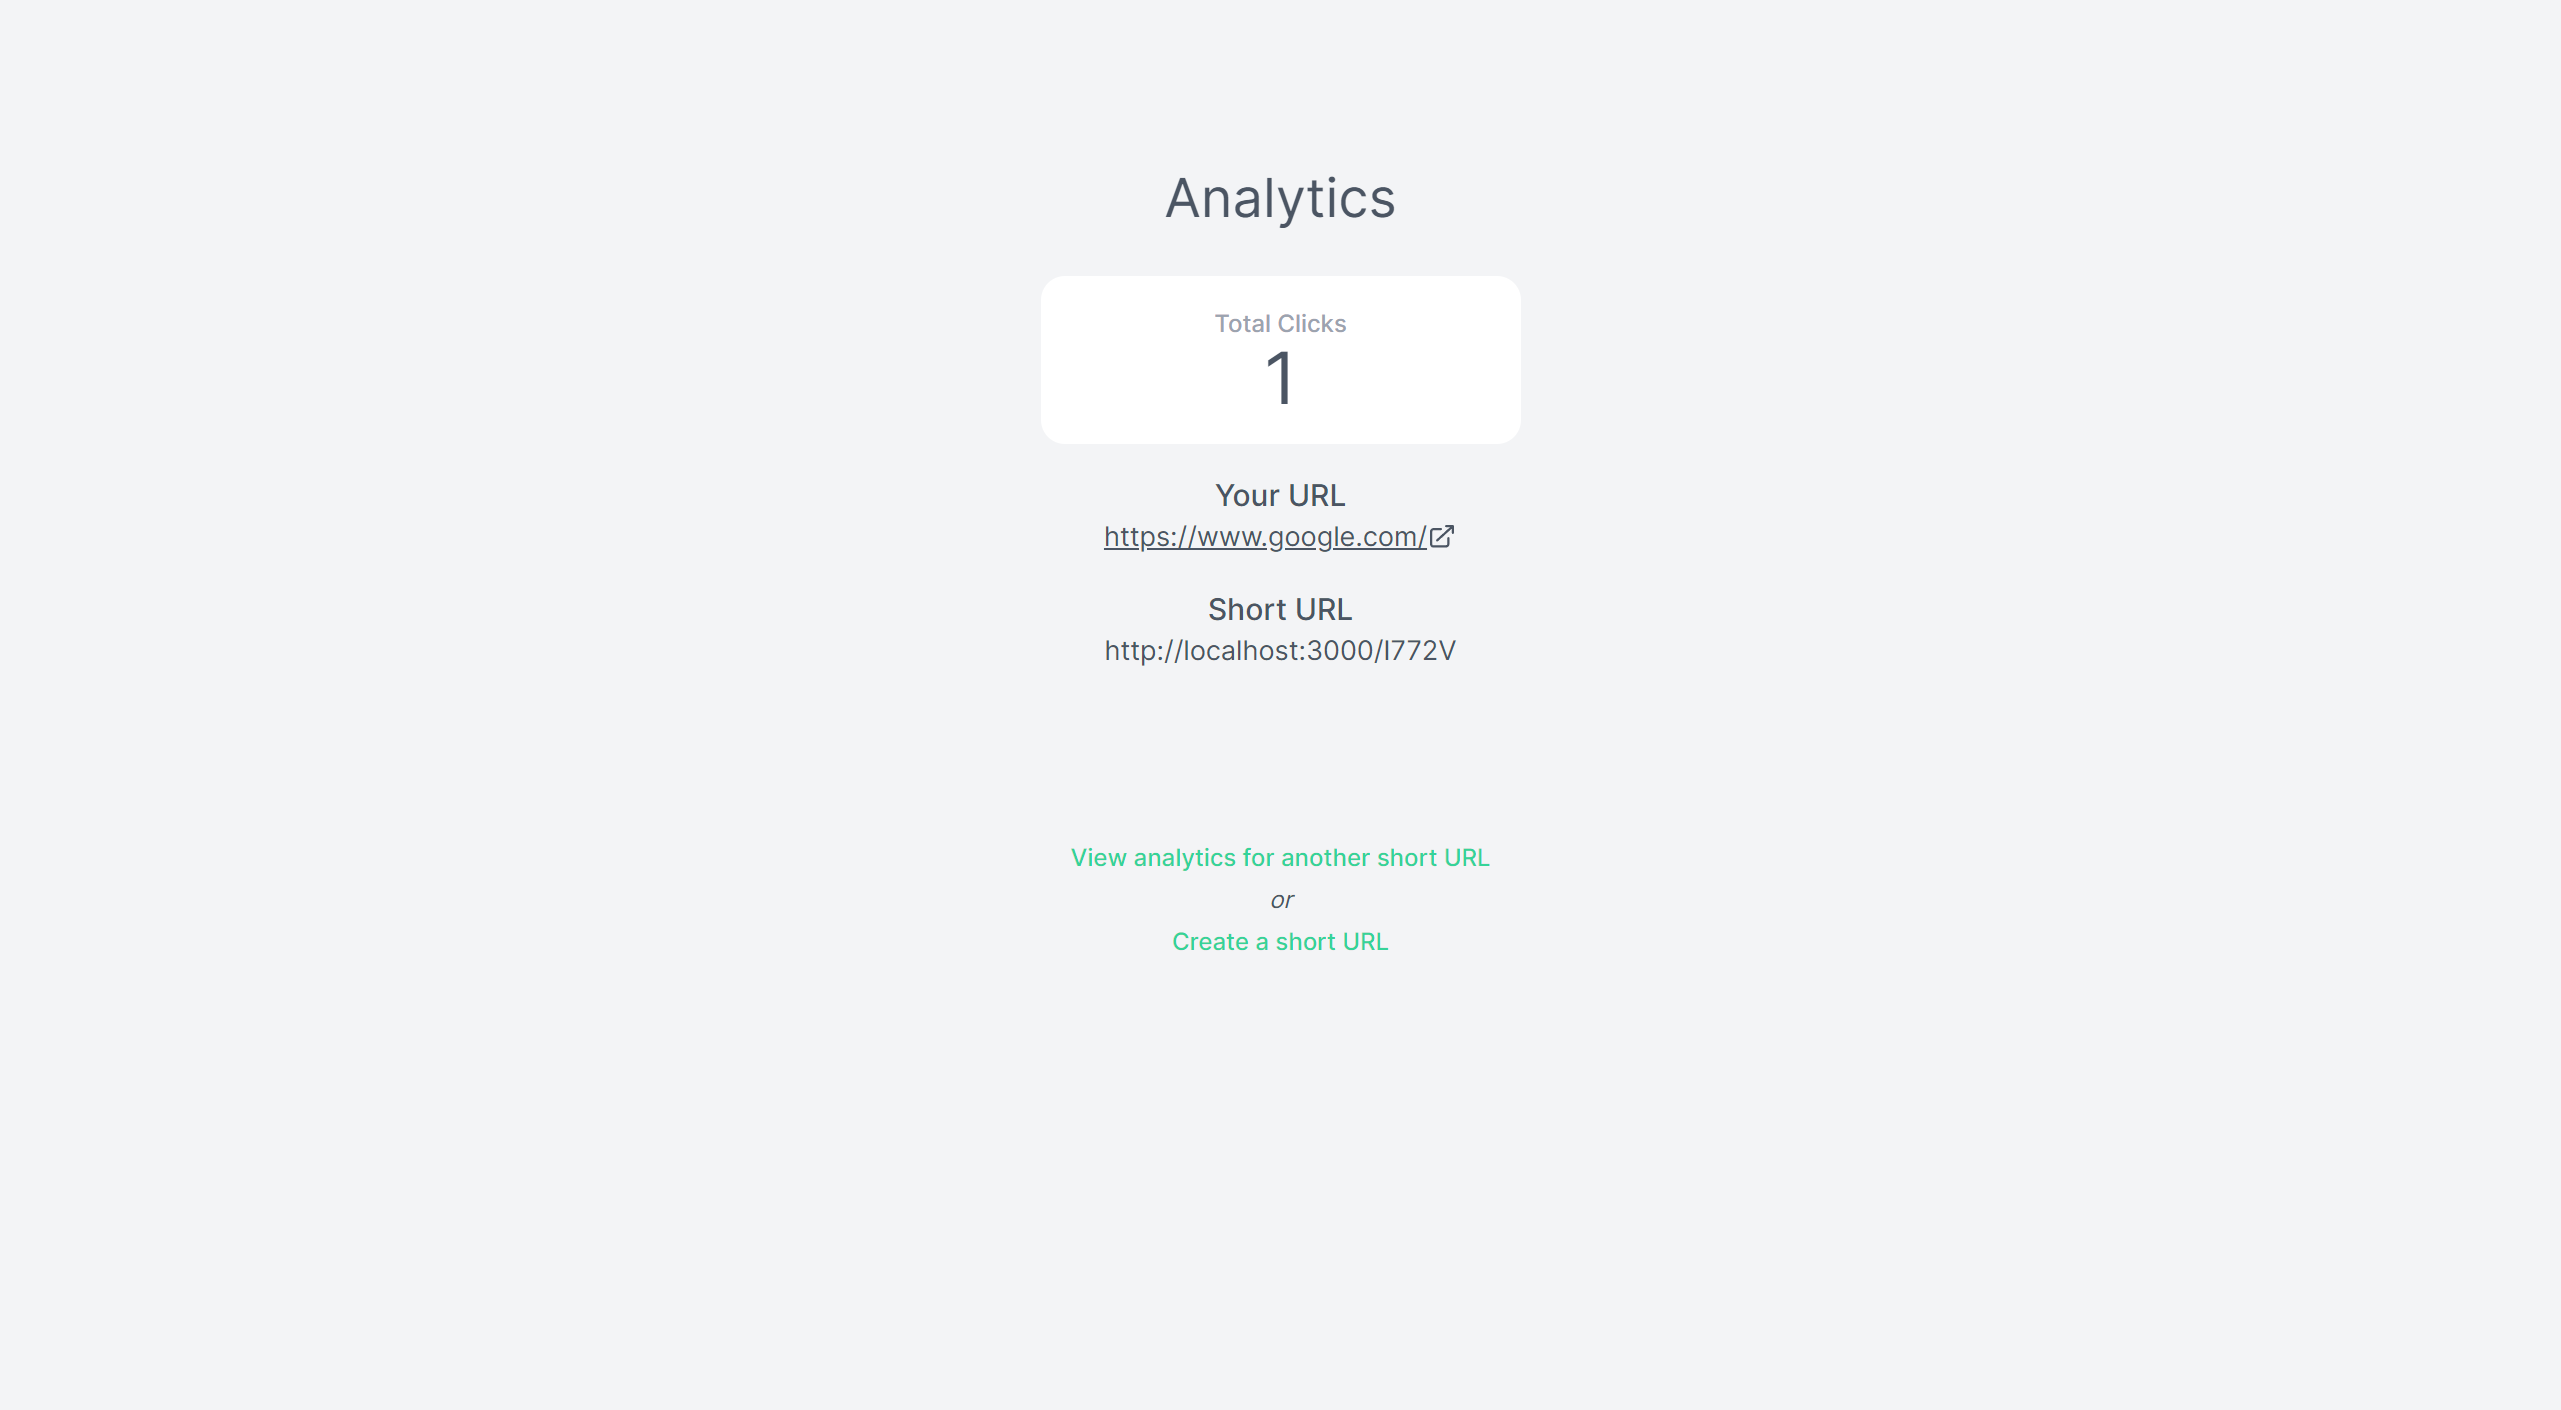 Analytics
Total Clicks
1
Your URL
https://www.google.com/
Short URL
http://localhost:3000/I772V
View analytics for another short URL
or
Create a short URL